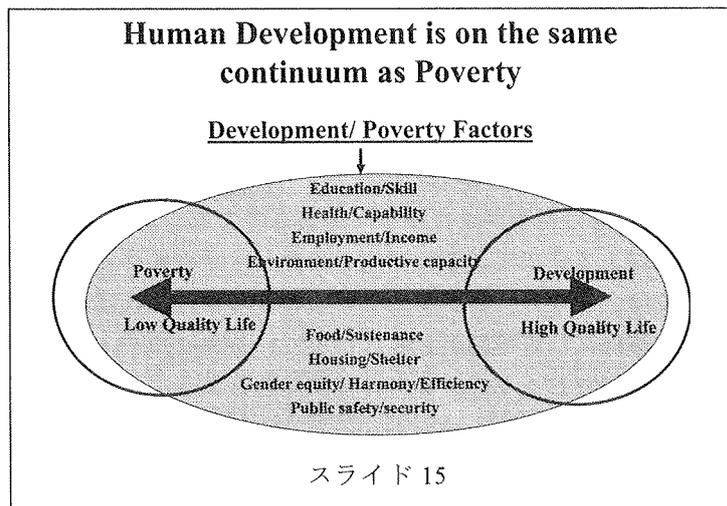 Human Development is on the same
continuum as Poverty
Development/ Poverty Factors
Education/Skill
Health/Capability
Employment/Income
Environment/Productive capacity
Poverty
Development
Low Quality Life
High Quality Life
Food/Sustenance
Housing/Shelter
Gender equity/ Harmony/Efficiency
Public safety/security
スライド 15